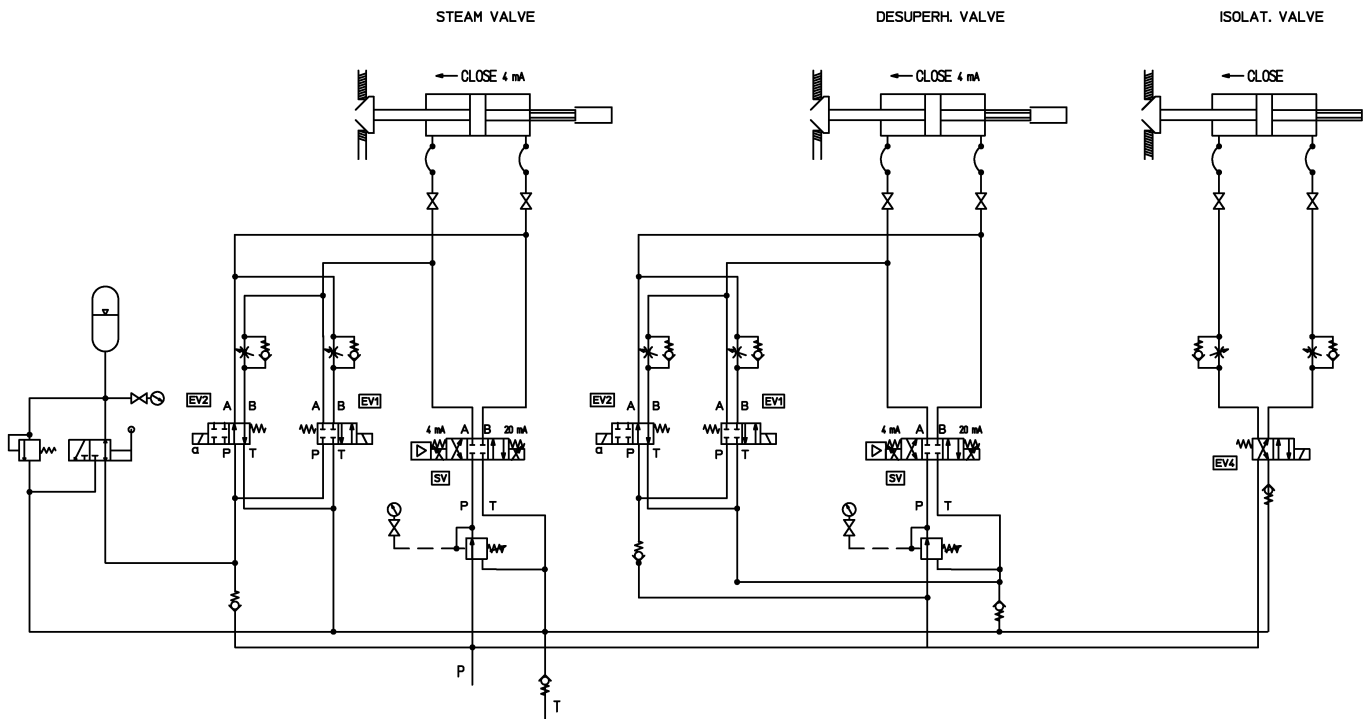 STEAM VALVE
DESUPERH. VALVE
ISOLAT. VALVE
CLOSE 4 mA
CLOSE 4 mA
CLOSE
EV2
A B
A B
EV1
EV2
A B
A B
EV1
4 mA
A B
20 mA
4 mA
A B
20 mA
a
P T
P T
a
P T
P T
SV
SV
EV4
P T
P T
P
T